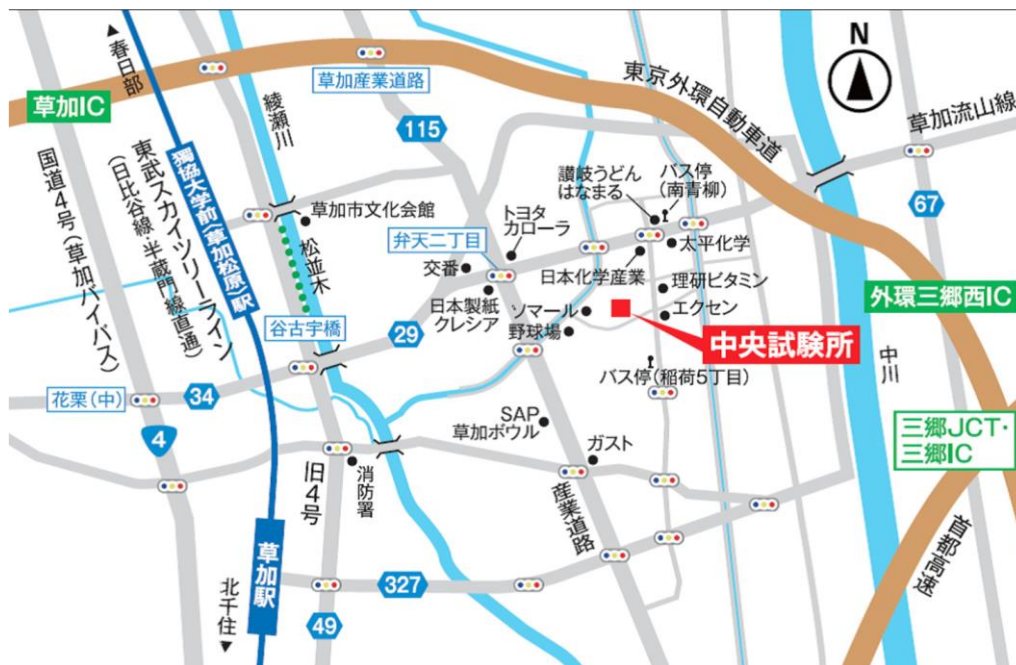 ▲春日部
草加IC
国道4号(草加バイパス)
東武スカイツリーライン
(日比谷線・半蔵門線直通)
獨協大学前(草加松原)駅
綾瀬川
草加産業道路
115
東京外環自動車道
N
草加流山線
67
草加市文化会館
松並木
谷古宇橋
弁天二丁目
トヨタ
カローラ
交番
日本製紙
クレシア
讃岐うどん
はなまる
バス停
(南青柳)
太平化学
日本化学産業
理研ビタミン
ソマール
エクセン
野球場
中央試験所
外環三郷西IC
中川
29
34
花栗(中)
4
バス停(稲荷5丁目)
SAP
草加ボウル
ガスト
三郷JCT・
三郷IC
旧4号
消防署
産業道路
首都高速
草加駅
327
49
北千住▼